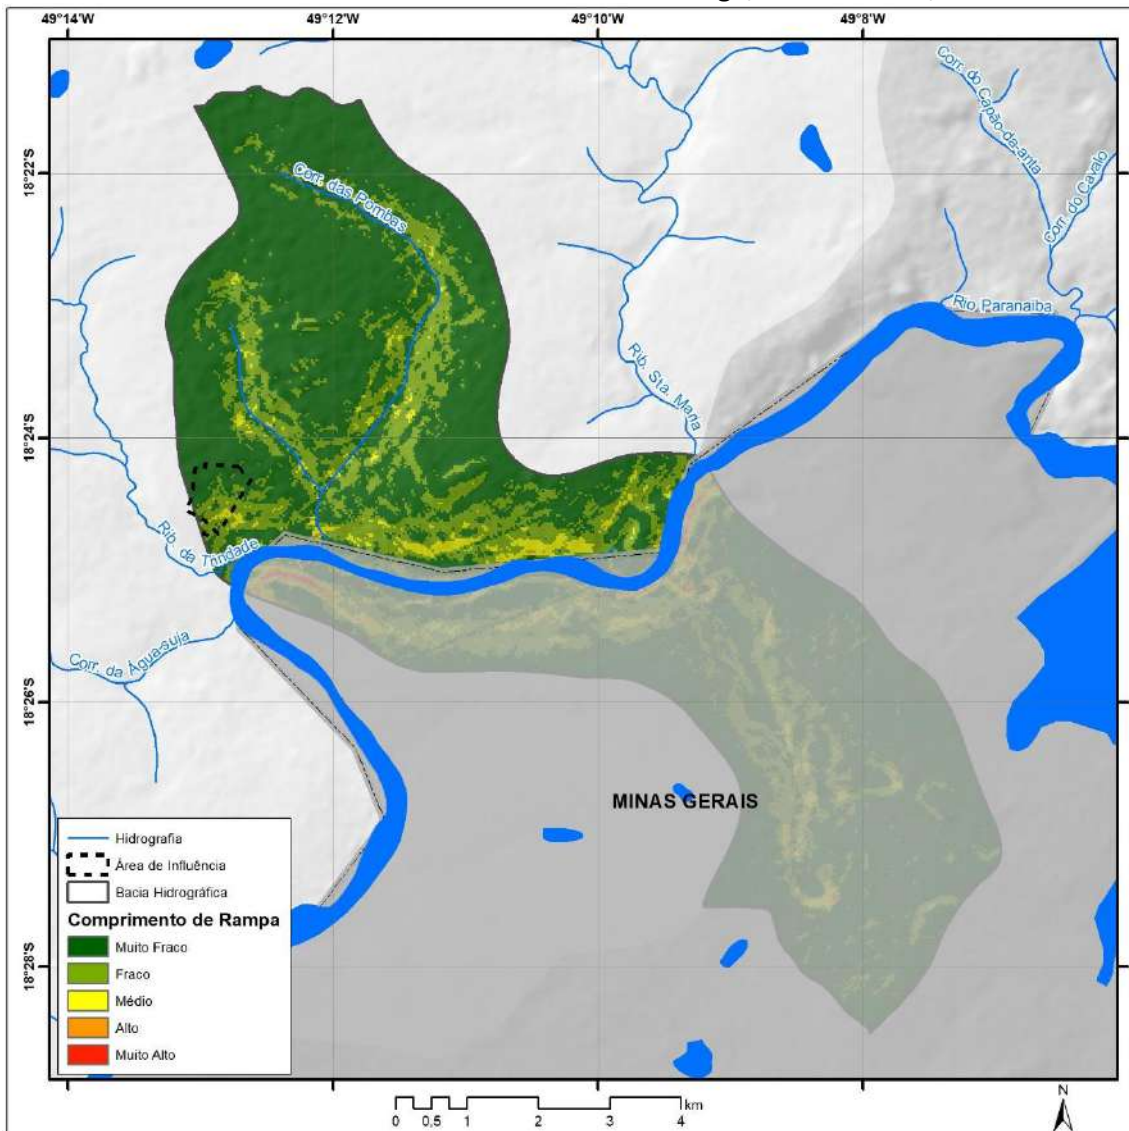 49°14'W
49°12'W
49°10'W
49°8'W
18°22'S
18°24'S
18°26'S
18°28'S
Corr. do Capão-da-anta
Corr. do Cavalo
Corr. das Pombas
Rio Paranaíba
Rib. Sta. Maria
Rib. da Trindade
Corr. da Água-suja
MINAS GERAIS
Hidrografia
Área de Influência
Bacia Hidrográfica
Comprimento de Rampa
Muito Fraco
Fraco
Médio
Alto
Muito Alto
km
0 0,5 1 2 3 4
N